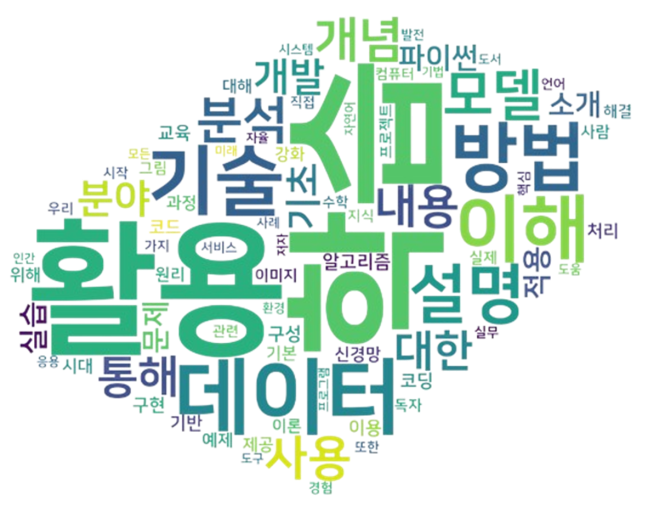 발전
개념
시스템
파이썬
도서
개발
컴퓨터
기법
대해
직접
심화
모델
언어
분석
소개
해결
자연어
프로젝트
교육
자율
사람
방법
모든
미래
강화
그림
기술
기초
핵심
시작
분야
과정
수학
내용
이해
우리
코드
사례
지식
처리
활용
가지
서비스
저자
알고리즘
실제
적용
도움
인간
위해
원리
이미지
설명
실습
문제
관련
환경
구성
신경망
실무
대한
응용
시대
통해
데이터
기본
프로그램
코딩
구현
기반
이론
이용
독자
예제
제공
사용
또한
도구
경험
학습